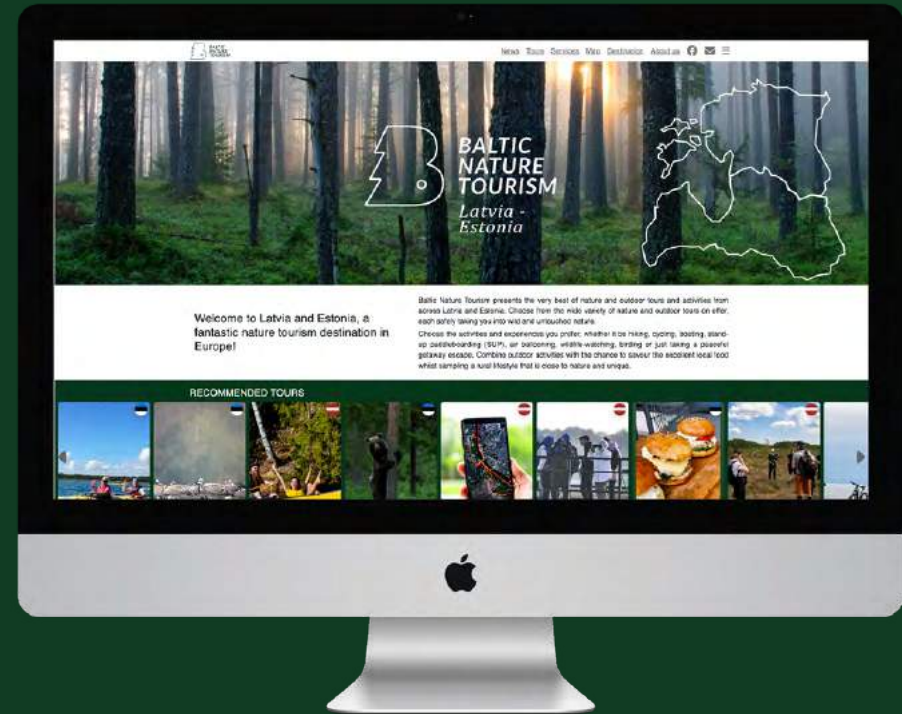 BALTIC
NATURE
TOURISM
News Tours Services Map Destination About us
BALTIC
NATURE
TOURISM
Latvia -
Estonia
Welcome to Latvia and Estonia, a
fantastic nature tourism destination in
Europe!
Baltic Nature Tourism presents the very best of nature and outdoor tours and activities from
across Latvia and Estonia. Choose from the wide variety of nature and outdoor tours on offer,
each safely taking you into wild and untouched nature.
Choose the activities and experiences you prefer, whether it be hiking, cycling, boating, stand-
up paddleboarding (SUP), air ballooning, wildlife-watching, birding or just taking a peaceful
getaway escape. Combine outdoor activities with the chance to savour the excellent local food
whilst sampling a rural lifestyle that is close to nature and unique.
RECOMMENDED TOURS